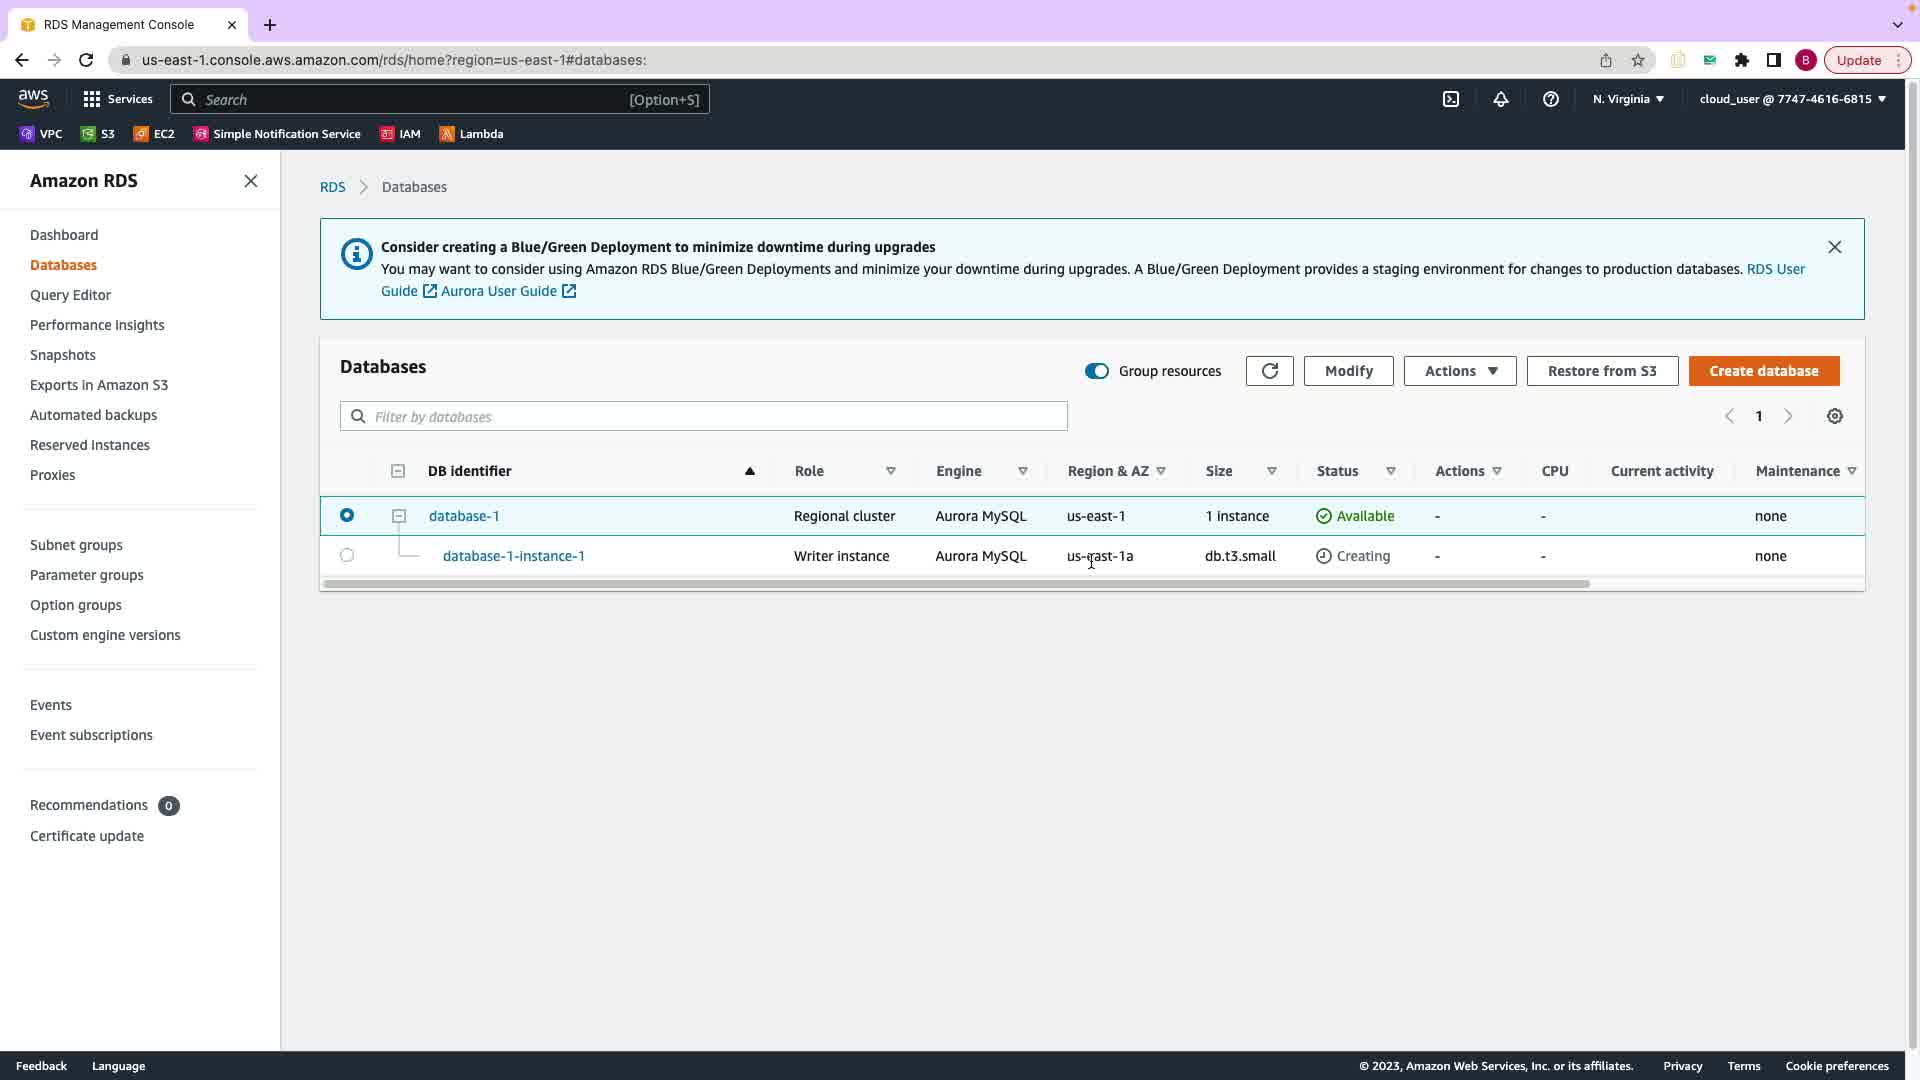 RDS Management Console
us-east-1.console.aws.amazon.com/rds/home?region=us-east-1#databases:
B
Update
aws
Services
Search
[Option+S]
N. Virginia
cloud_user @ 7747-4616-6815
VPC
S3
EC2
Simple Notification Service
IAM
Lambda
Amazon RDS
Dashboard
Databases
Query Editor
Performance insights
Snapshots
Exports in Amazon S3
Automated backups
Reserved instances
Proxies
Subnet groups
Parameter groups
Option groups
Custom engine versions
Events
Event subscriptions
Recommendations 0
Certificate update
RDS > Databases
Consider creating a Blue/Green Deployment to minimize downtime during upgrades
You may want to consider using Amazon RDS Blue/Green Deployments and minimize your downtime during upgrades. A Blue/Green Deployment provides a staging environment for changes to production databases. RDS User
Guide Aurora User Guide
Databases
Group resources
Modify
Actions
Restore from S3
Create database
Filter by databases
1
DB identifier Role Engine Region & AZ Size Status Actions CPU Current activity Maintenance
database-1 Regional cluster Aurora MySQL us-east-1 1 instance Available - - none
database-1-instance-1 Writer instance Aurora MySQL us-east-1a db.t3.small Creating - - none
Feedback Language © 2023, Amazon Web Services, Inc. or its affiliates. Privacy Terms Cookie preferences